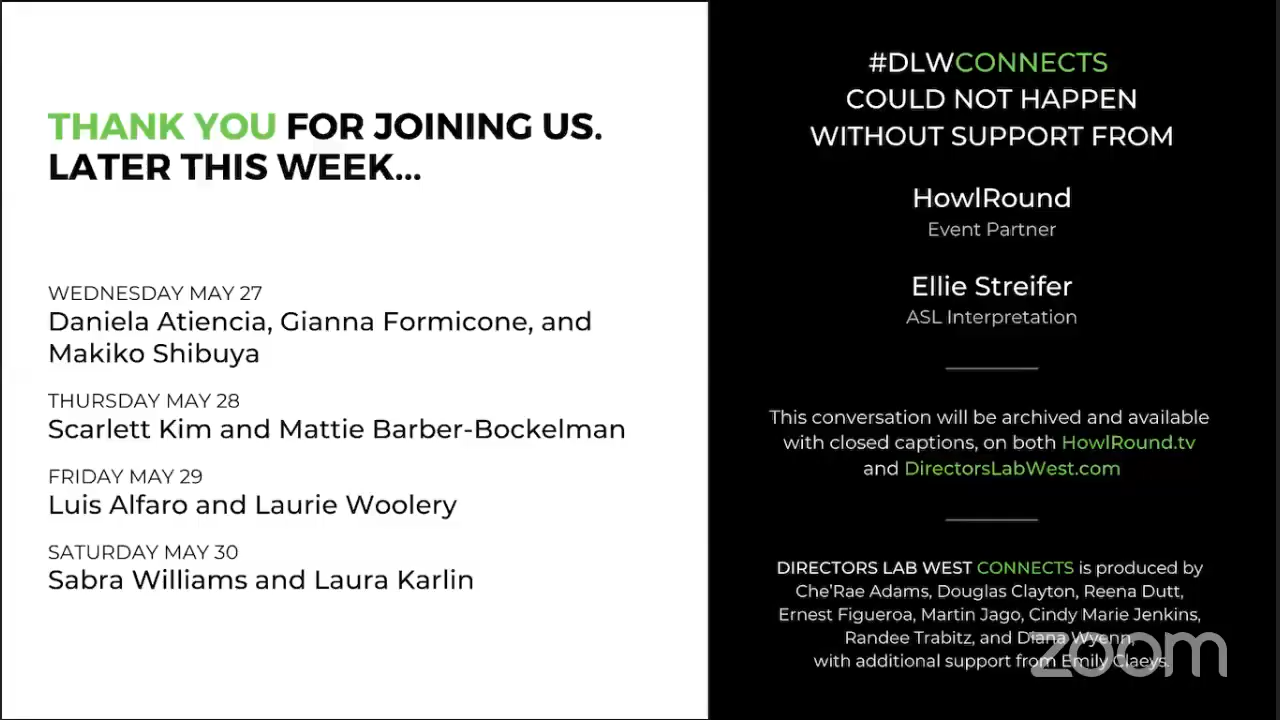 THANK YOU FOR JOINING US.
LATER THIS WEEK...
WEDNESDAY MAY 27
Daniela Atiencia, Gianna Formicone, and
Makiko Shibuya
THURSDAY MAY 28
Scarlett Kim and Mattie Barber-Bockelman
FRIDAY MAY 29
Luis Alfaro and Laurie Woolery
SATURDAY MAY 30
Sabra Williams and Laura Karlin
#DLWCONNECTS
COULD NOT HAPPEN
WITHOUT SUPPORT FROM
HowlRound
Event Partner
Ellie Streifer
ASL Interpretation
This conversation will be archived and available
with closed captions, on both HowlRound.tv
and DirectorsLabWest.com
DIRECTORS LAB WEST CONNECTS is produced by
Che'Rae Adams, Douglas Clayton, Reena Dutt,
Ernest Figueroa, Martin Jago, Cindy Marie Jenkins,
Randee Trabitz, and Diana Wyenn,
with additional support from Emily Claeys.
zoom